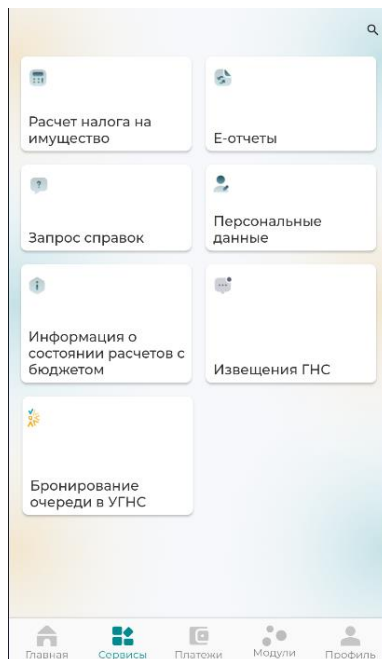 Расчет налога на
имущество
Е-отчеты
Запрос справок
Персональные
данные
Информация о
состоянии расчетов с
бюджетом
Извещения ГНС
Бронирование
очереди в УГНС
Главная
Сервисы
Платежи
Модули
Профиль